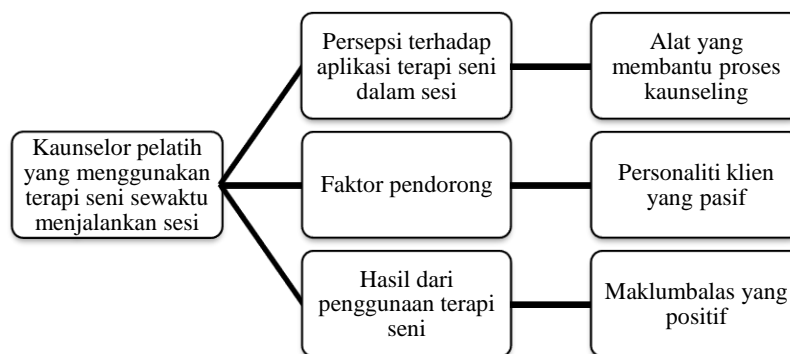 Kaunselor pelatih
yang menggunakan
terapi seni sewaktu
menjalankan sesi
Persepsi terhadap
aplikasi terapi seni
dalam sesi
Alat yang
membantu proses
kaunseling
Faktor pendorong
Personaliti klien
yang pasif
Hasil dari
penggunaan terapi
seni
Maklumbalas yang
positif